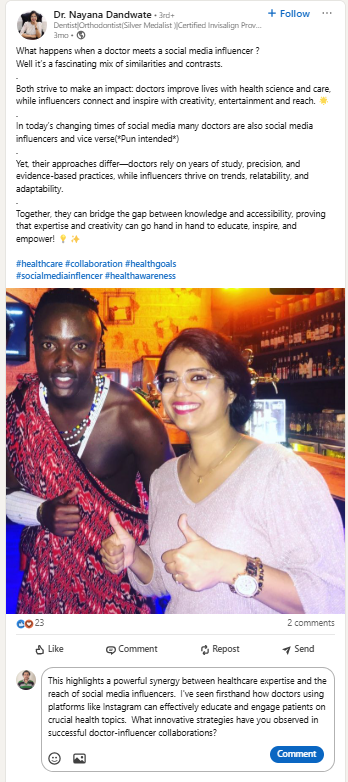 Dr. Nayana Dandwate • 3rd+
+ Follow
Dentist|Orthodontist(Silver Medalist )|Certified Invisalign Prov...
3mo •
What happens when a doctor meets a social media influencer ?
Well it's a fascinating mix of similarities and contrasts.
.
Both strive to make an impact: doctors improve lives with health science and care,
while influencers connect and inspire with creativity, entertainment and reach. ☀️
.
In today's changing times of social media many doctors are also social media
influencers and vice verse(*Pun intended*)
.
Yet, their approaches differ—doctors rely on years of study, precision, and
evidence-based practices, while influencers thrive on trends, relatability, and
adaptability.
.
Together, they can bridge the gap between knowledge and accessibility, proving
that expertise and creativity can go hand in hand to educate, inspire, and
empower! 💡 ✨
#healthcare #collaboration #healthgoals
#socialmediainflencer #healthawareness
23
2 comments
Like
Comment
Repost
Send
This highlights a powerful synergy between healthcare expertise and the
reach of social media influencers. I've seen firsthand how doctors using
platforms like Instagram can effectively educate and engage patients on
crucial health topics. What innovative strategies have you observed in
successful doctor-influencer collaborations?
Comment